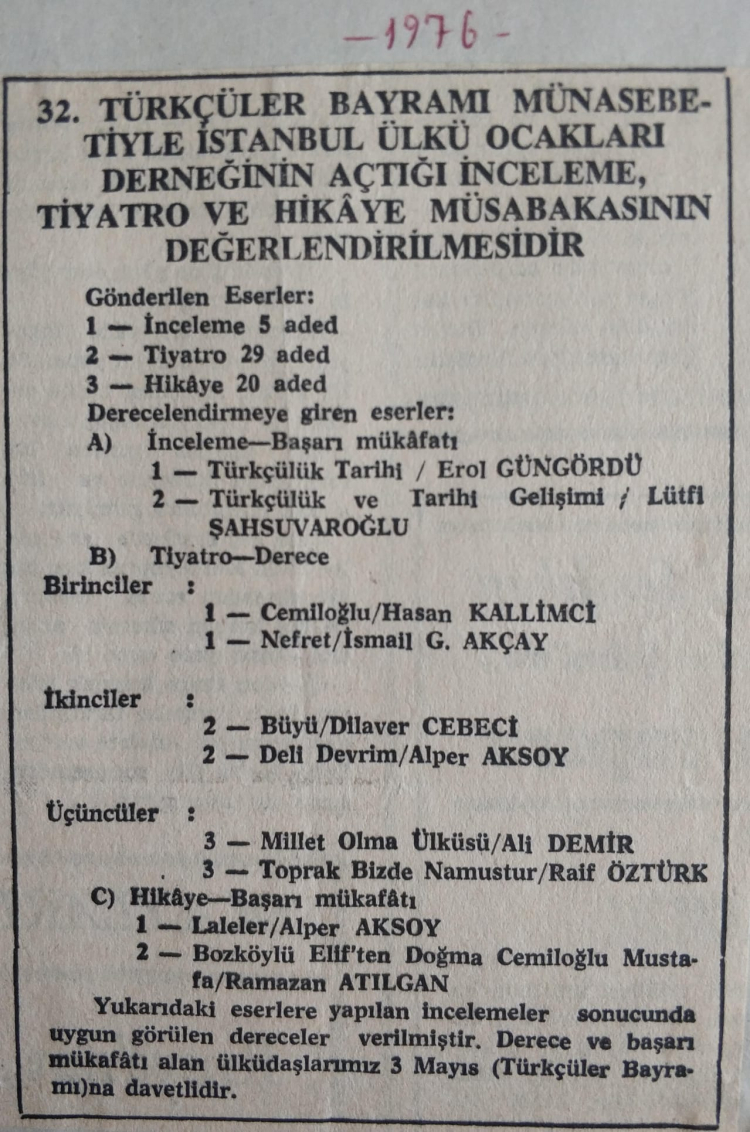 -1976-
32. TÜRKÇÜLER BAYRAMI MÜNASEBE-
TİYLE İSTANBUL ÜLKÜ OCAKLARI
DERNEĞİNİN AÇTIĞI İNCELEME,
TİYATRO VE HİKÂYE MÜSABAKASININ
DEĞERLENDİRİLMESİDİR
Gönderilen Eserler:
1 — İnceleme 5 aded
2 — Tiyatro 29 aded
3 — Hikâye 20 aded
Derecelendirmeye giren eserler:
A) İnceleme—Başarı mükâfatı
1 — Türkçülük Tarihi / Erol GÜNGÖRDÜ
2 — Türkçülük ve Tarihi Gelişimi / Lütfi
ŞAHSUVAROĞLU
B) Tiyatro—Derece
Birinciler :
1 — Cemiloğlu/Hasan KALLİMCİ
1 — Nefret/İsmail G. AKÇAY
İkinciler :
2 — Büyü/Dilaver CEBECİ
2 — Deli Devrim/Alper AKSOY
Üçüncüler :
3 — Millet Olma Ülküsü/Ali DEMİR
3 — Toprak Bizde Namustur/Raif ÖZTÜRK
C) Hikâye—Başarı mükafâtı
1 — Laleler/Alper AKSOY
2 — Bozköylü Elif'ten Doğma Cemiloğlu Musta-
fa/Ramazan ATILGAN
Yukarıdaki eserlere yapılan incelemeler sonucunda
uygun görülen dereceler verilmiştir. Derece ve başarı
mükafâtı alan ülküdaşlarımız 3 Mayıs (Türkçüler Bayra-
mı)na davetlidir.